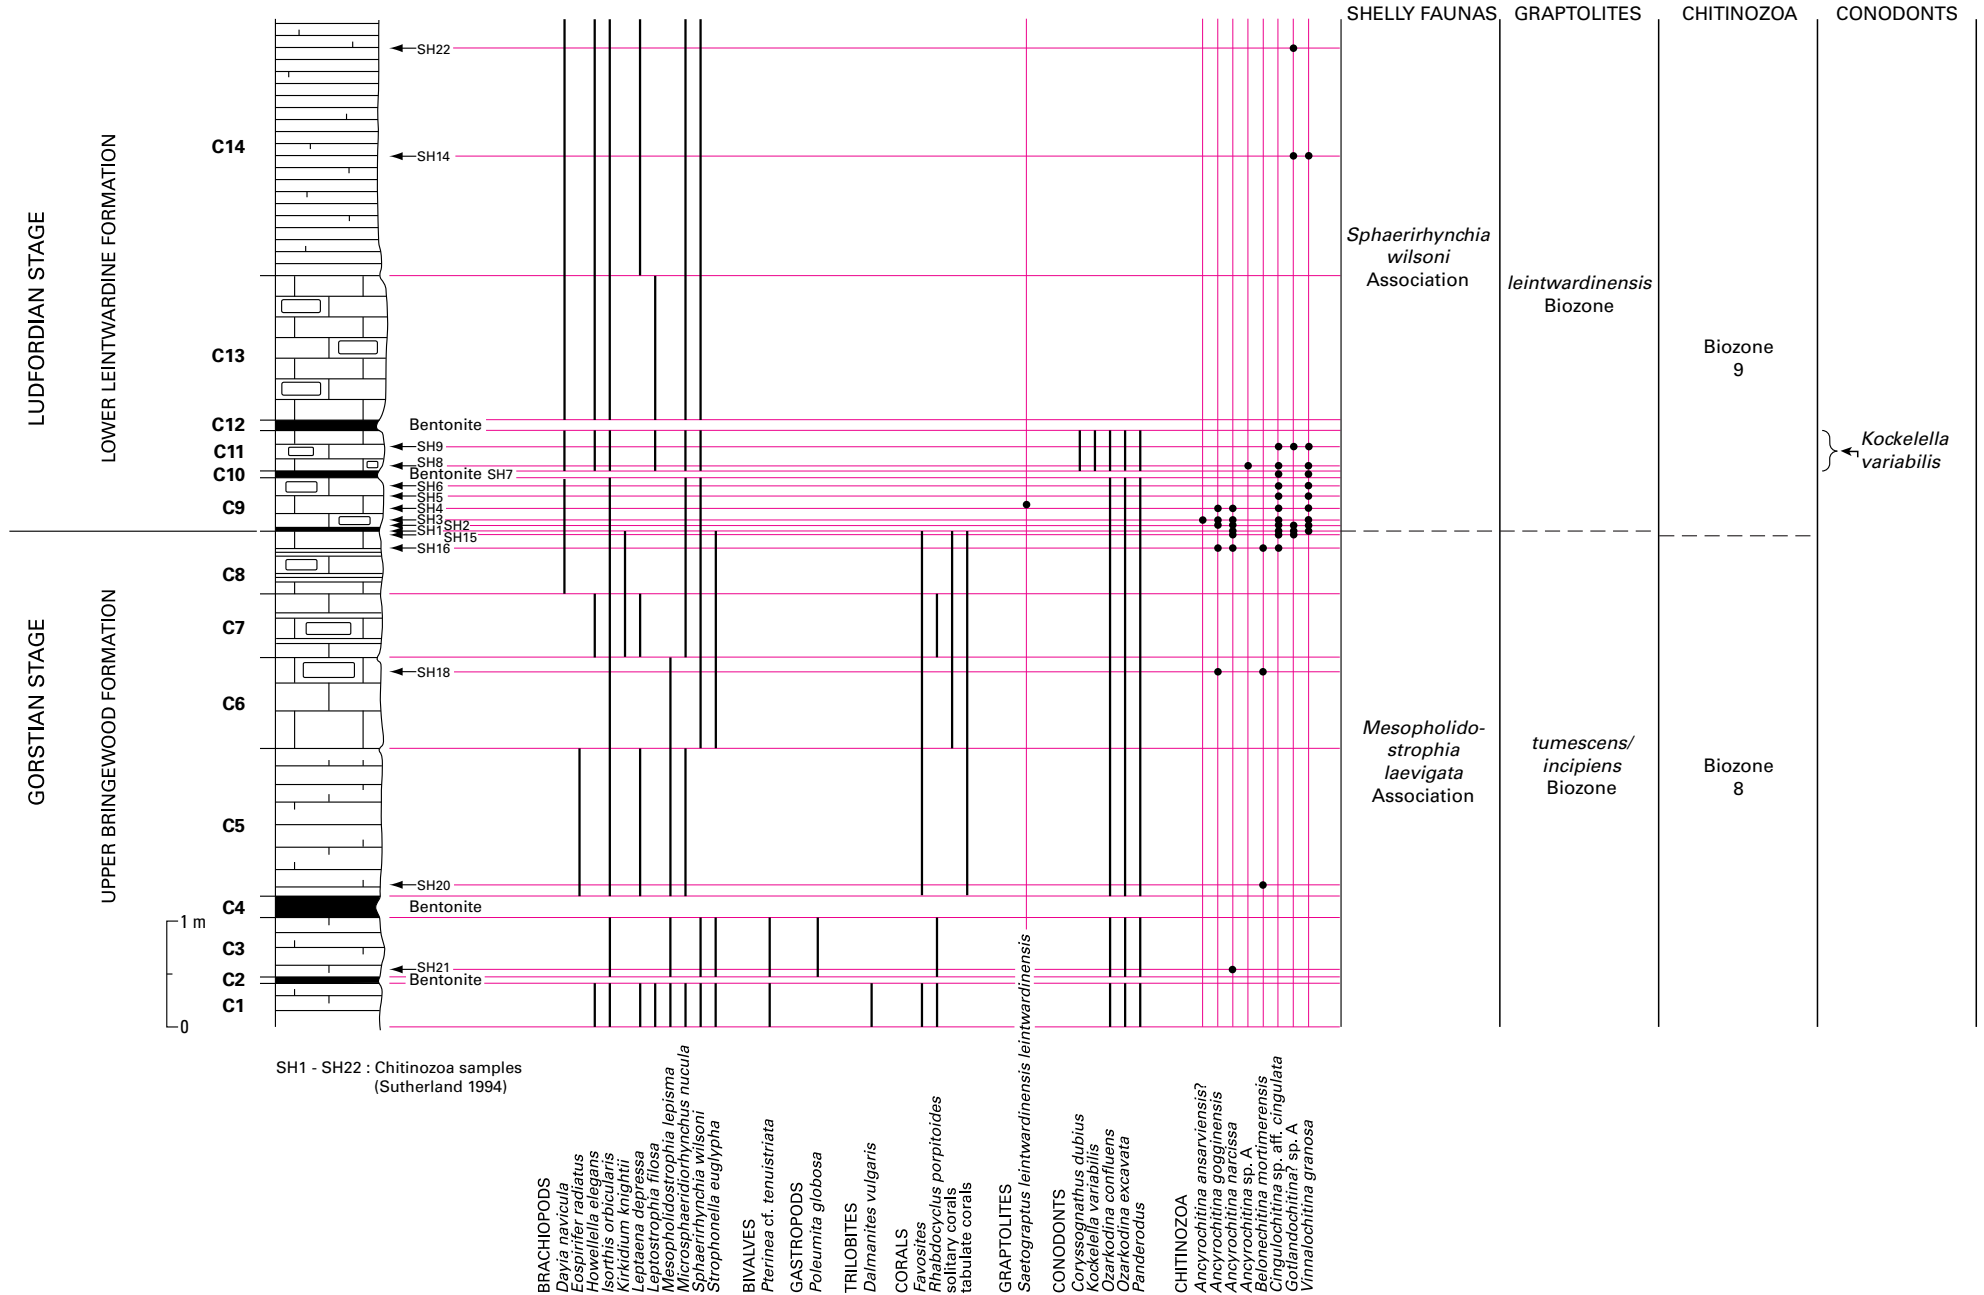 SHELLY FAUNAS
GRAPTOLITES
CHITINOZOA
CONODONTS
LUDFORDIAN STAGE
GORSTIAN STAGE
LOWER LEINTWARDINE FORMATION
UPPER BRINGEWOOD FORMATION
C14
C13
C12
C11
C10
C9
C8
C7
C6
C5
C4
C3
C2
C1
1 m
0
SH22
SH14
Bentonite
SH9
SH8
Bentonite SH7
SH6
SH5
SH4
SH3
SH2
SH1
SH15
SH16
SH18
SH20
Bentonite
SH21
Bentonite
Sphaerirhynchia
wilsoni
Association
leintwardinensis
Biozone
Biozone
9
Kockelella
variabilis
Mesopholido-
strophia
laevigata
Association
tumescens/
incipiens
Biozone
Biozone
8
SH1 - SH22 : Chitinozoa samples
(Sutherland 1994)
BRACHIOPODS
Dayia navicula
Eospirifer radiatus
Howellella elegans
Isorthis orbicularis
Kirkidium knightii
Leptaena depressa
Leptostrophia filosa
Mesopholidostrophia lepisma
Microsphaeridiorhynchus nucula
Sphaerirhynchia wilsoni
Strophonella euglypha
BIVALVES
Pterinea cf. tenuistriata
GASTROPODS
Poleumita globosa
TRILOBITES
Dalmanites vulgaris
CORALS
Favosites
Rhabdocyclus porpitoides
solitary corals
tabulate corals
GRAPTOLITES
Saetograptus leintwardinensis leintwardinensis
CONODONTS
Coryssognathus dubius
Kockelella variabilis
Ozarkodina confluens
Ozarkodina excavata
Panderodus
CHITINOZOA
Ancyrochitina ansarviensis?
Ancyrochitina gogginensis
Ancyrochitina narcissa
Ancyrochitina sp. A
Belonechitina mortimerensis
Cingulochitina sp. aff. cingulata
Gotlandochitina? sp. A
Vinnalochitina granosa